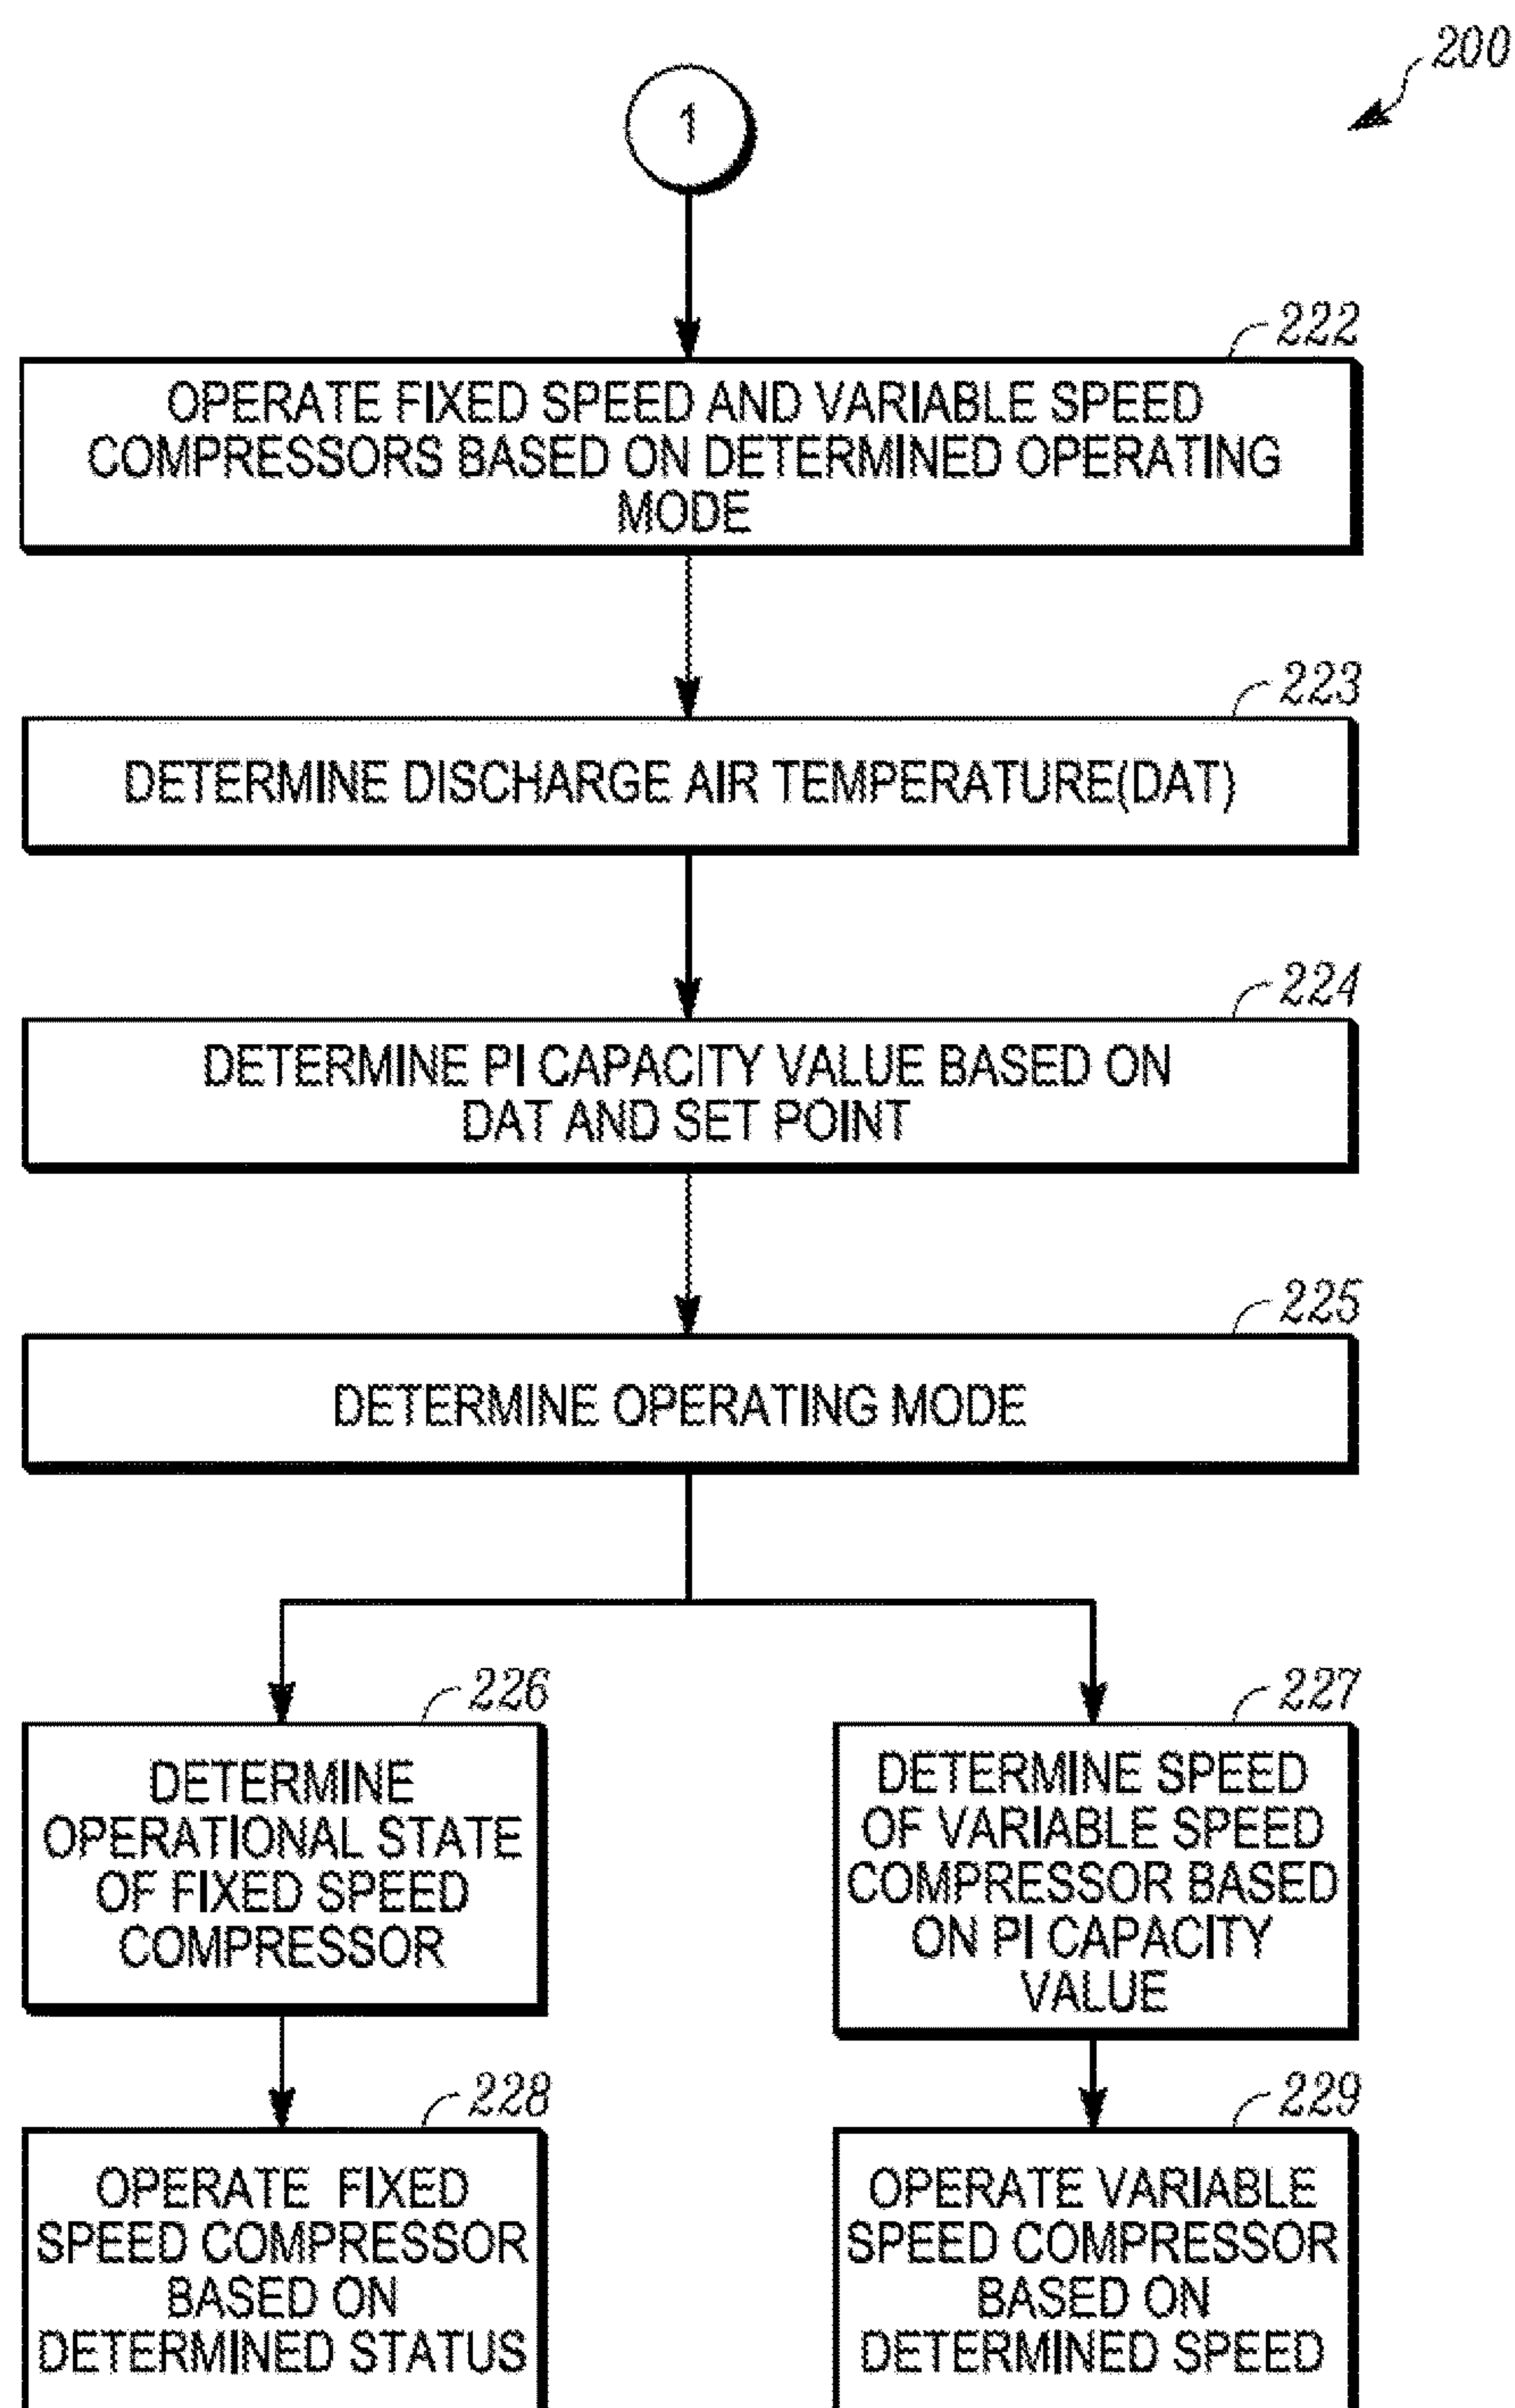 200
1
222
OPERATE FIXED SPEED AND VARIABLE SPEED
COMPRESSORS BASED ON DETERMINED OPERATING
MODE
223
DETERMINE DISCHARGE AIR TEMPERATURE(DAT)
224
DETERMINE PI CAPACITY VALUE BASED ON
DAT AND SET POINT
225
DETERMINE OPERATING MODE
226
DETERMINE
OPERATIONAL STATE
OF FIXED SPEED
COMPRESSOR
227
DETERMINE SPEED
OF VARIABLE SPEED
COMPRESSOR BASED
ON PI CAPACITY
VALUE
228
OPERATE FIXED
SPEED COMPRESSOR
BASED ON
DETERMINED STATUS
229
OPERATE VARIABLE
SPEED COMPRESSOR
BASED ON
DETERMINED SPEED